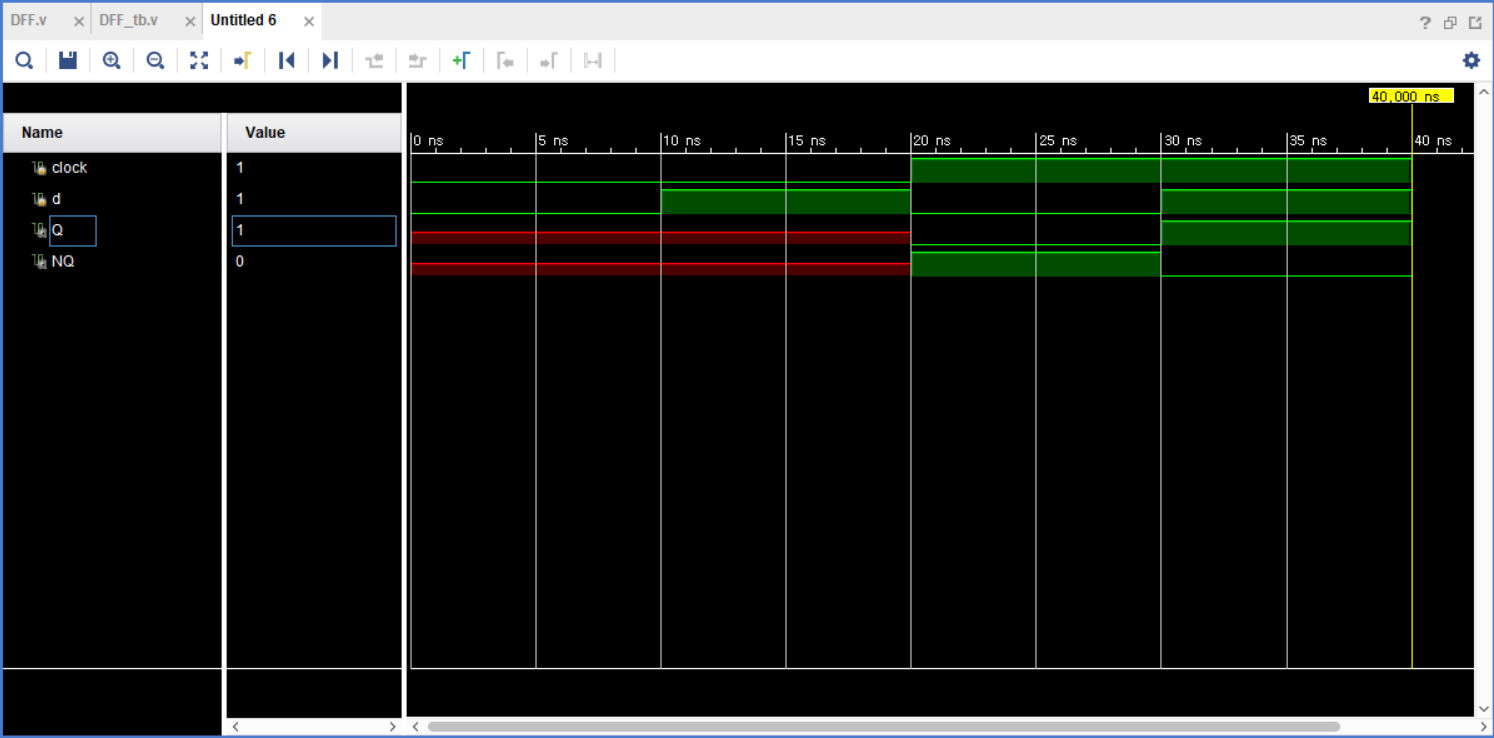 DFF.v × DFF_tb.v × Untitled 6 ×
?
40,000 ns
Name Value
0 ns 5 ns 10 ns 15 ns 20 ns 25 ns 30 ns 35 ns 40 ns
clock 1
d 1
Q 1
NQ 0